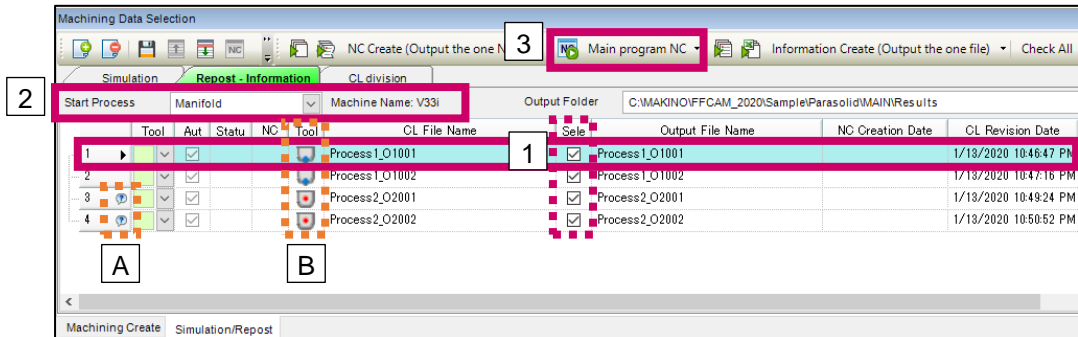 Machining Data Selection
NC NC Create (Output the one N 3 NC Main program NC Information Create (Output the one file) Check All
Simulation Repost - Information CL division
2 Start Process Manifold Machine Name: V33i Output Folder C:\MAKINO\FFCAM_2020\Sample\Parasolid\MAIN\Results
Tool Aut Statu NC Tool CL File Name Sele Output File Name NC Creation Date CL Revision Date
1 Process1_O1001 1 Process1_O1001 1/13/2020 10:46:47 PM
2 Process1_O1002 Process1_O1002 1/13/2020 10:47:16 PM
3 Process2_O2001 Process2_O2001 1/13/2020 10:49:24 PM
4 Process2_O2002 Process2_O2002 1/13/2020 10:50:52 PM
A B
Machining Create Simulation/Repost